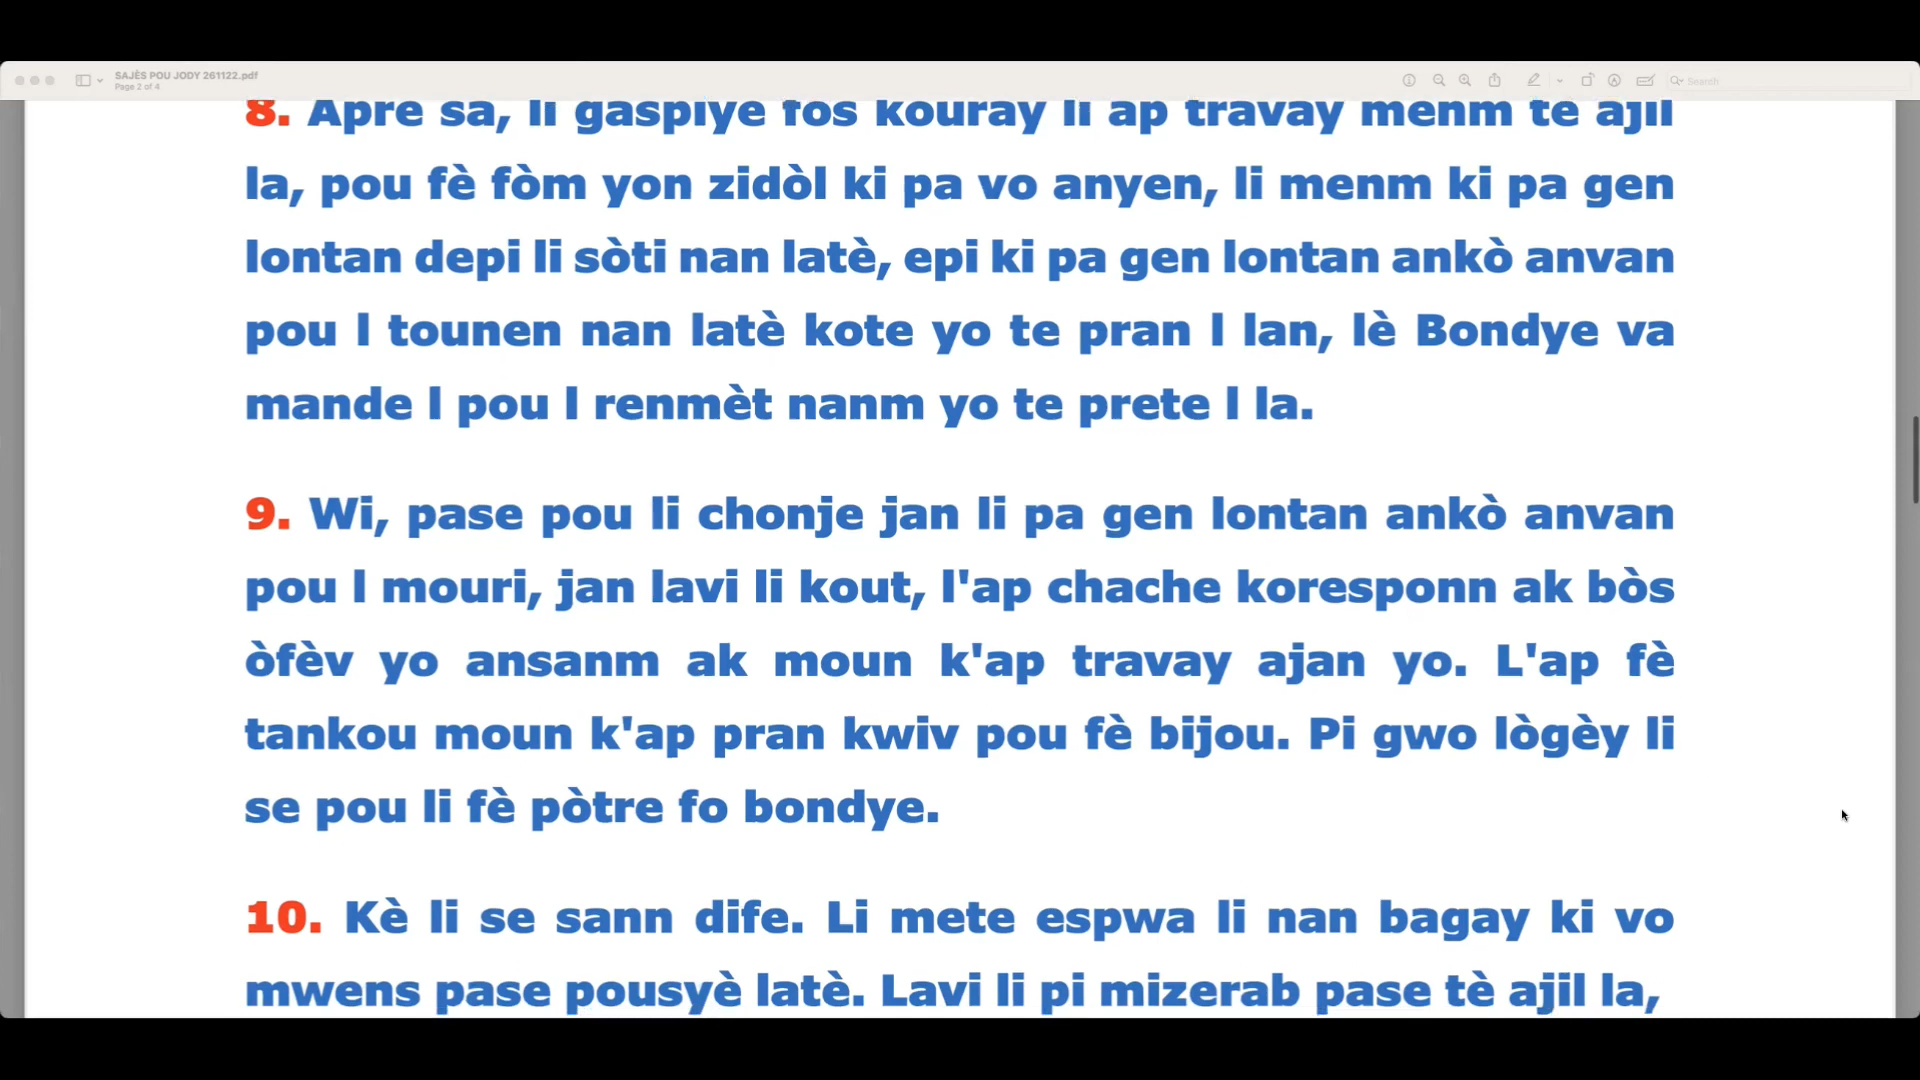 SAJÈS POU JODY 261122.pdf
Page 2 of 4
Search
8. Apre sa, li gaspiye fòs kouray li ap travay menm tè ajil
la, pou fè fòm yon zidòl ki pa vo anyen, li menm ki pa gen
lontan depi li sòti nan latè, epi ki pa gen lontan ankò anvan
pou l tounen nan latè kote yo te pran l lan, lè Bondye va
mande l pou l renmèt nanm yo te prete l la.
9. Wi, pase pou li chonje jan li pa gen lontan ankò anvan
pou l mouri, jan lavi li kout, l'ap chache koresponn ak bòs
òfèv yo ansanm ak moun k'ap travay ajan yo. L'ap fè
tankou moun k'ap pran kwiv pou fè bijou. Pi gwo lògèy li
se pou li fè pòtre fo bondye.
10. Kè li se sann dife. Li mete espwa li nan bagay ki vo
mwens pase pousyè latè. Lavi li pi mizerab pase tè ajil la,